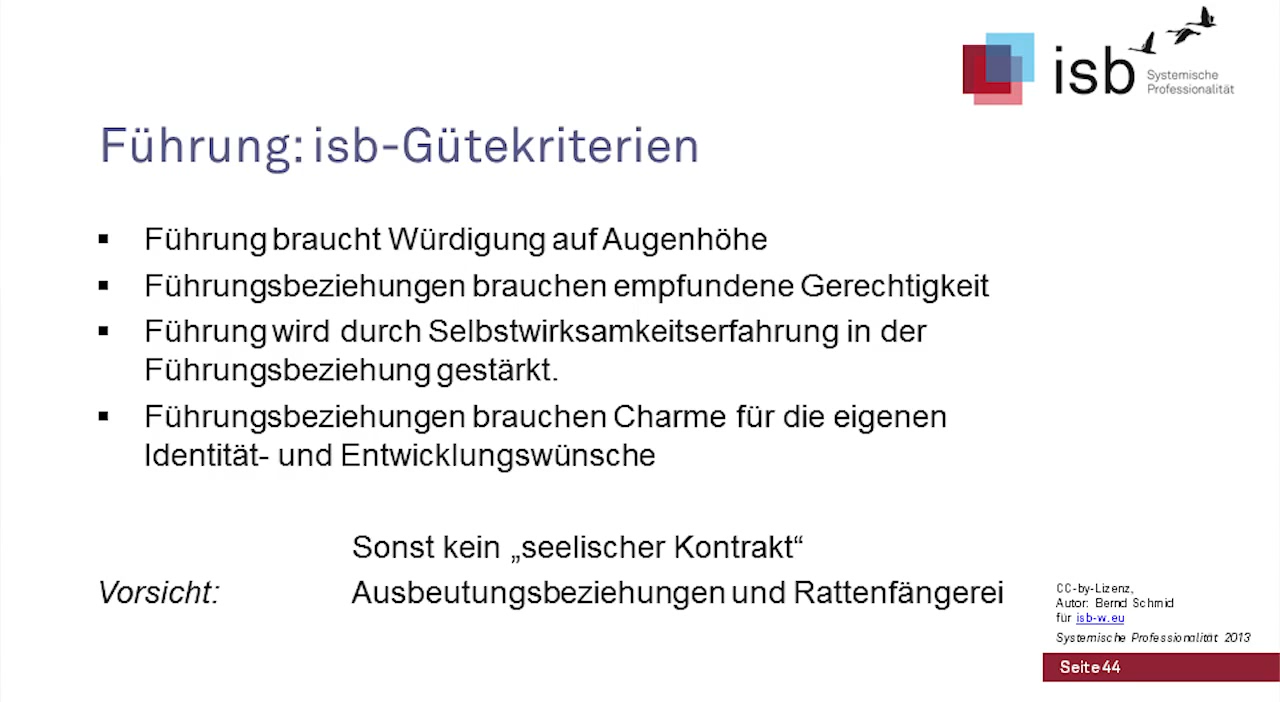 isb
Systemische
Professionalität
Führung: isb-Gütekriterien
▪ Führung braucht Würdigung auf Augenhöhe
▪ Führungsbeziehungen brauchen empfundene Gerechtigkeit
▪ Führung wird durch Selbstwirksamkeitserfahrung in der
Führungsbeziehung gestärkt.
▪ Führungsbeziehungen brauchen Charme für die eigenen
Identität- und Entwicklungswünsche
Sonst kein „seelischer Kontrakt“
Vorsicht: Ausbeutungsbeziehungen und Rattenfängerei
CC-by-Lizenz,
Autor: Bernd Schmid
für isb-w.eu
Systemische Professionalität 2013
Seite 44